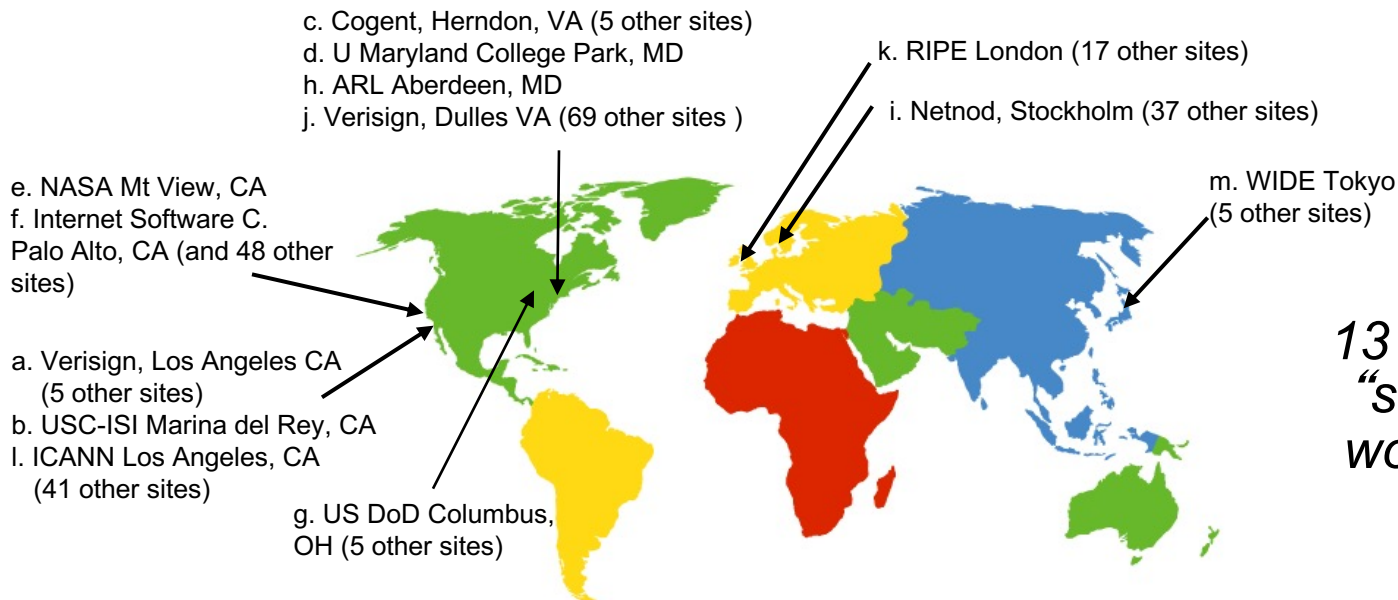 c. Cogent, Herndon, VA (5 other sites)
d. U Maryland College Park, MD
h. ARL Aberdeen, MD
j. Verisign, Dulles VA (69 other sites )
k. RIPE London (17 other sites)
i. Netnod, Stockholm (37 other sites)
m. WIDE Tokyo
(5 other sites)
e. NASA Mt View, CA
f. Internet Software C.
Palo Alto, CA (and 48 other
sites)
a. Verisign, Los Angeles CA
(5 other sites)
b. USC-ISI Marina del Rey, CA
l. ICANN Los Angeles, CA
(41 other sites)
g. US DoD Columbus,
OH (5 other sites)
13